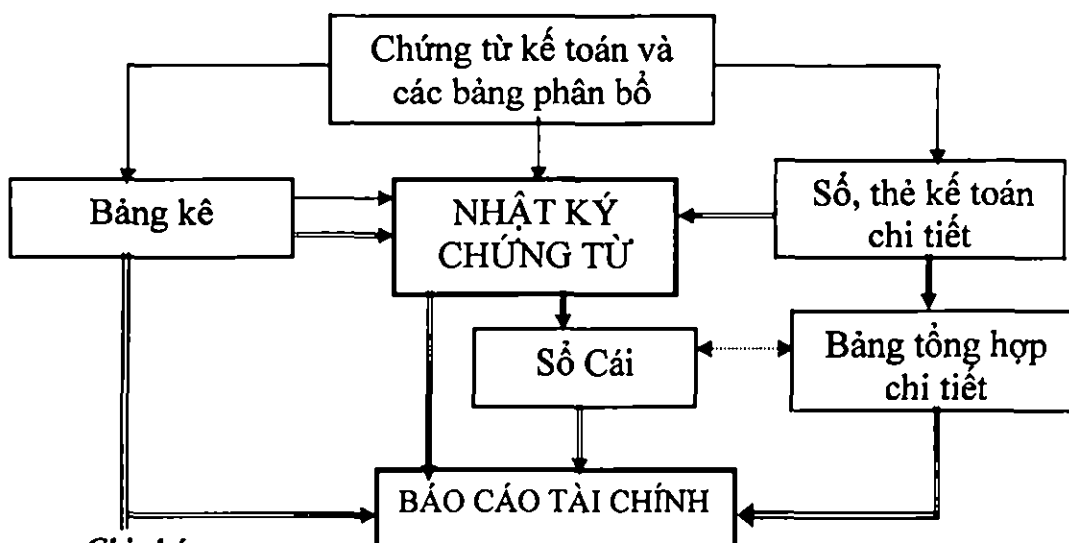 Chứng từ kế toán và
các bảng phân bổ
Bảng kê
NHẬT KÝ
CHỨNG TỪ
Sổ, thẻ kế toán
chi tiết
Sổ Cái
Bảng tổng hợp
chi tiết
BÁO CÁO TÀI CHÍNH